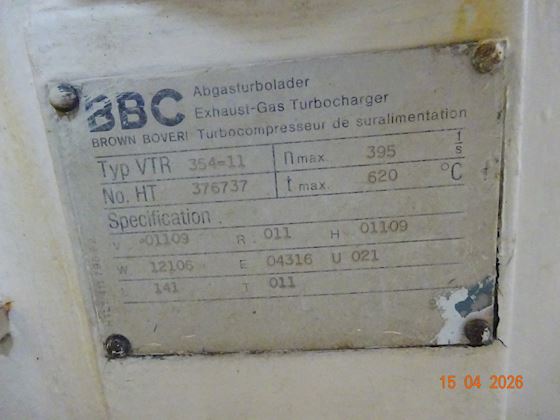 BBC
BROWN BOVERI
Abgasturbolader
Exhaust-Gas Turbocharger
Turbocompresseur de suralimentation
Typ VTR 354-11 n max. 395 1/s
No. HT 376737 t max. 620 °C
Specification
V 01109 R 011 H 01109
W 12106 E 04316 U 021
141 T 011
15 04 2026